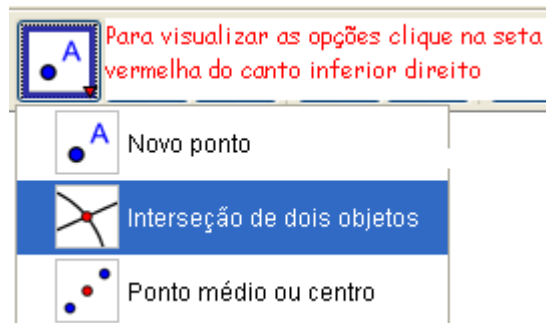 A
Para visualizar as opções clique na seta
vermelha do canto inferior direito
A
Novo ponto
Interseção de dois objetos
Ponto médio ou centro